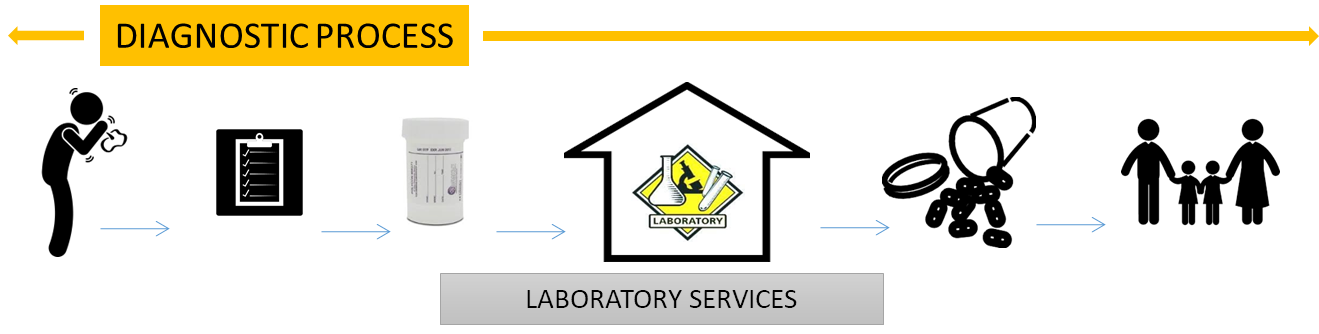 DIAGNOSTIC PROCESS
LABORATORY
LABORATORY SERVICES